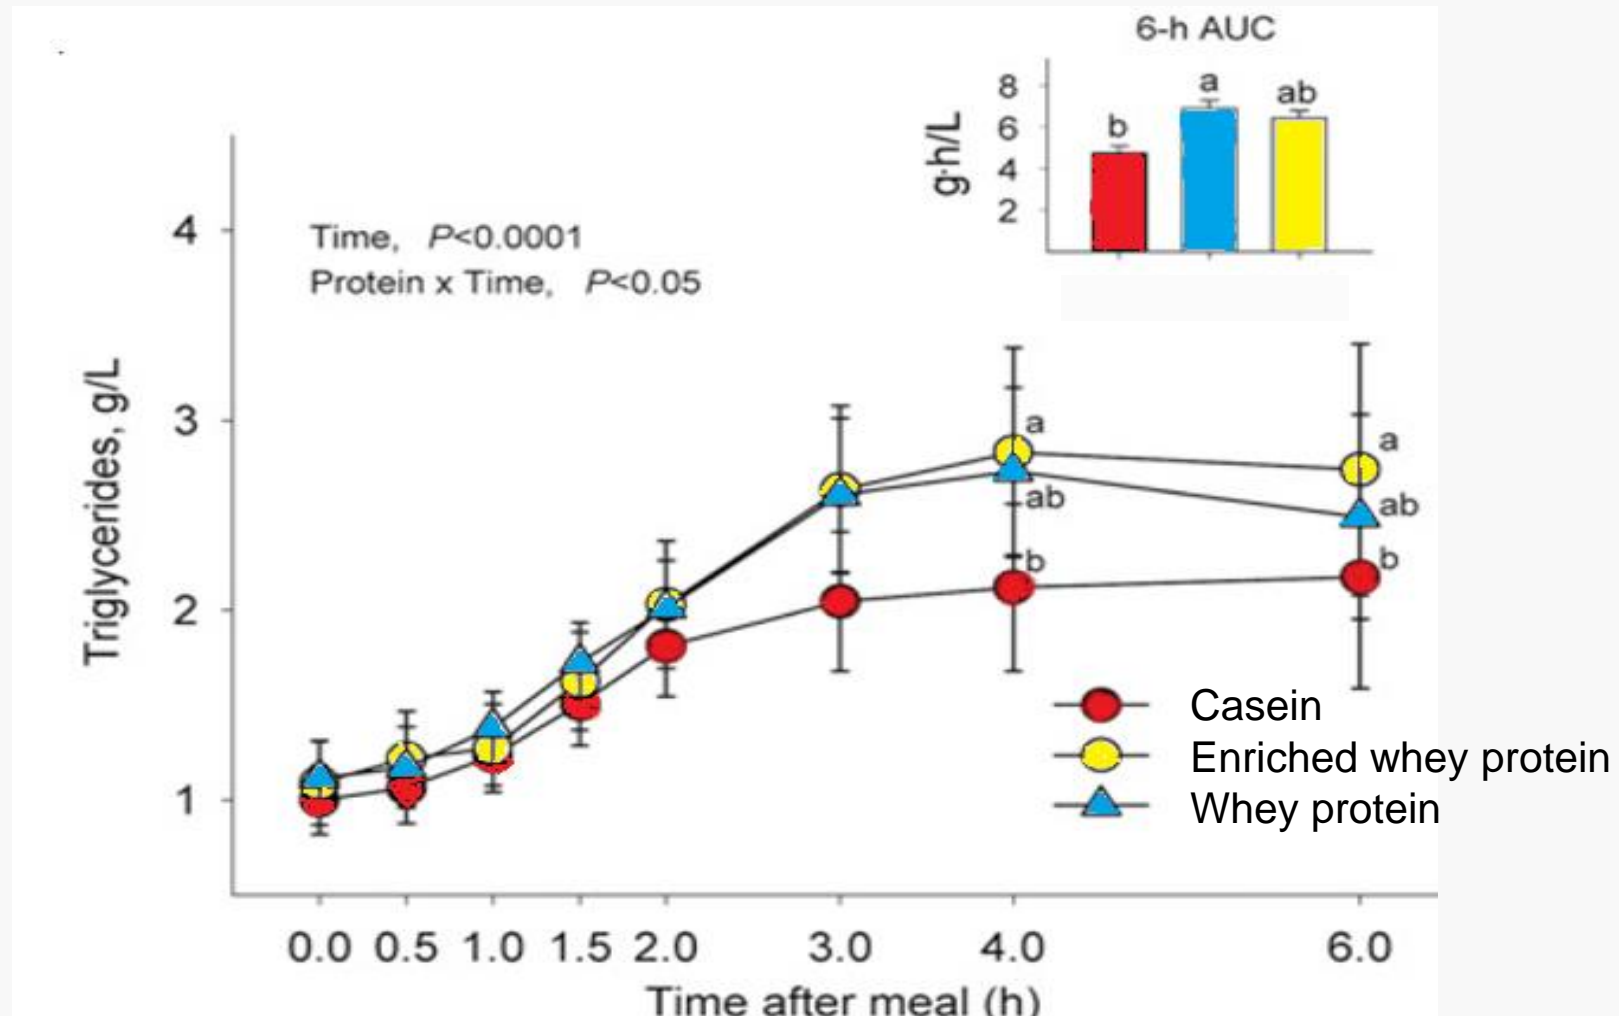 6-h AUC
g·h/L
8
6
4
2
b
a
ab
Time, P<0.0001
Protein x Time, P<0.05
Triglycerides, g/L
4
3
2
1
a
ab
b
a
ab
b
Casein
Enriched whey protein
Whey protein
0.0 0.5 1.0 1.5 2.0 3.0 4.0 6.0
Time after meal (h)